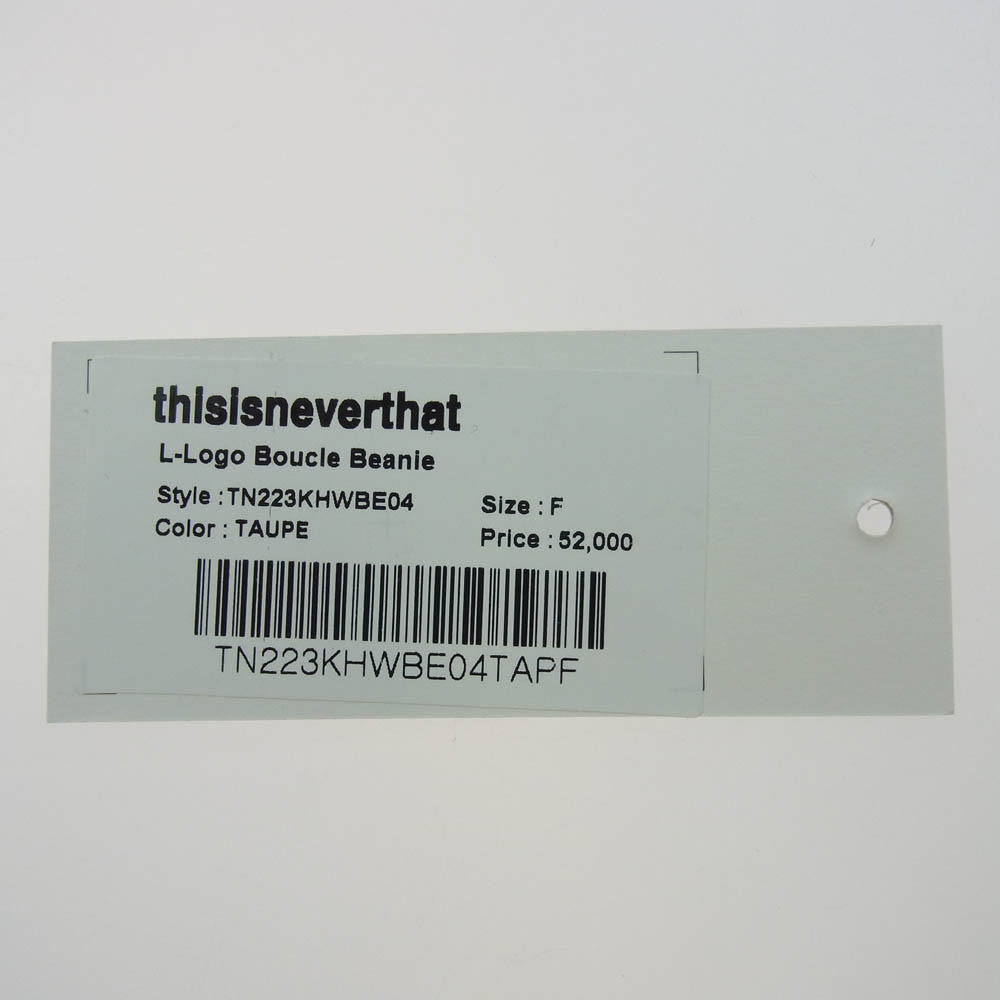 thisisneverthat
L-Logo Boucle Beanie
Style : TN223KHWBE04
Size : F
Color : TAUPE
Price : 52,000
TN223KHWBE04TAPF